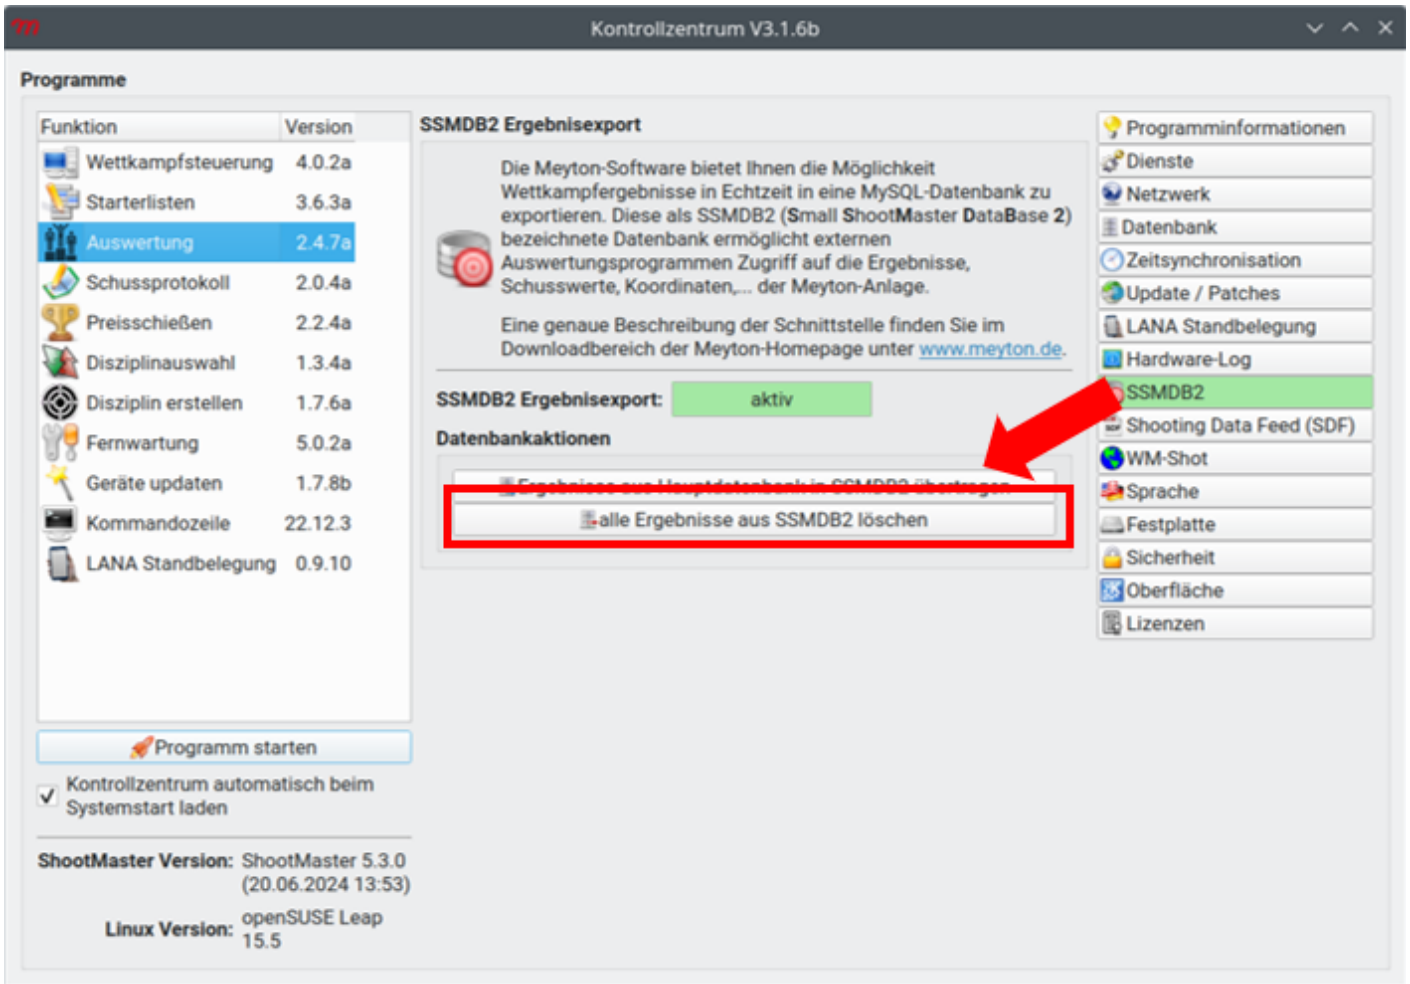 Kontrollzentrum V3.1.6b
Programme
Funktion Version
Wettkampfsteuerung 4.0.2a
Starterlisten 3.6.3a
Auswertung 2.4.7a
Schussprotokoll 2.0.4a
Preisschießen 2.2.4a
Disziplinauswahl 1.3.4a
Disziplin erstellen 1.7.6a
Fernwartung 5.0.2a
Geräte updaten 1.7.8b
Kommandozeile 22.12.3
LANA Standbelegung 0.9.10
Programm starten
Kontrollzentrum automatisch beim
Systemstart laden
ShootMaster Version: ShootMaster 5.3.0
(20.06.2024 13:53)
Linux Version: openSUSE Leap
15.5
SSMDB2 Ergebnisexport
Die Meyton-Software bietet Ihnen die Möglichkeit
Wettkampfergebnisse in Echtzeit in eine MySQL-Datenbank zu
exportieren. Diese als SSMDB2 (Small ShootMaster DataBase 2)
bezeichnete Datenbank ermöglicht externen
Auswertungsprogrammen Zugriff auf die Ergebnisse,
Schusswerte, Koordinaten,... der Meyton-Anlage.
Eine genaue Beschreibung der Schnittstelle finden Sie im
Downloadbereich der Meyton-Homepage unter www.meyton.de.
SSMDB2 Ergebnisexport: aktiv
Datenbankaktionen
Ergebnisse aus Hauptdatenbank in SSMDB2 übertragen
alle Ergebnisse aus SSMDB2 löschen
Programminformationen
Dienste
Netzwerk
Datenbank
Zeitsynchronisation
Update / Patches
LANA Standbelegung
Hardware-Log
SSMDB2
Shooting Data Feed (SDF)
WM-Shot
Sprache
Festplatte
Sicherheit
Oberfläche
Lizenzen